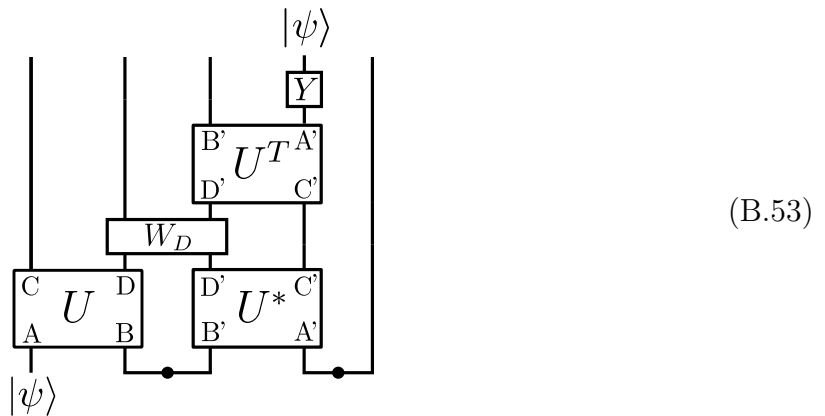 |ψ⟩
Y
B' A'
U^T
D' C'
W_D
(B.53)
C D
U
A B
D' C'
U*
B' A'
|ψ⟩